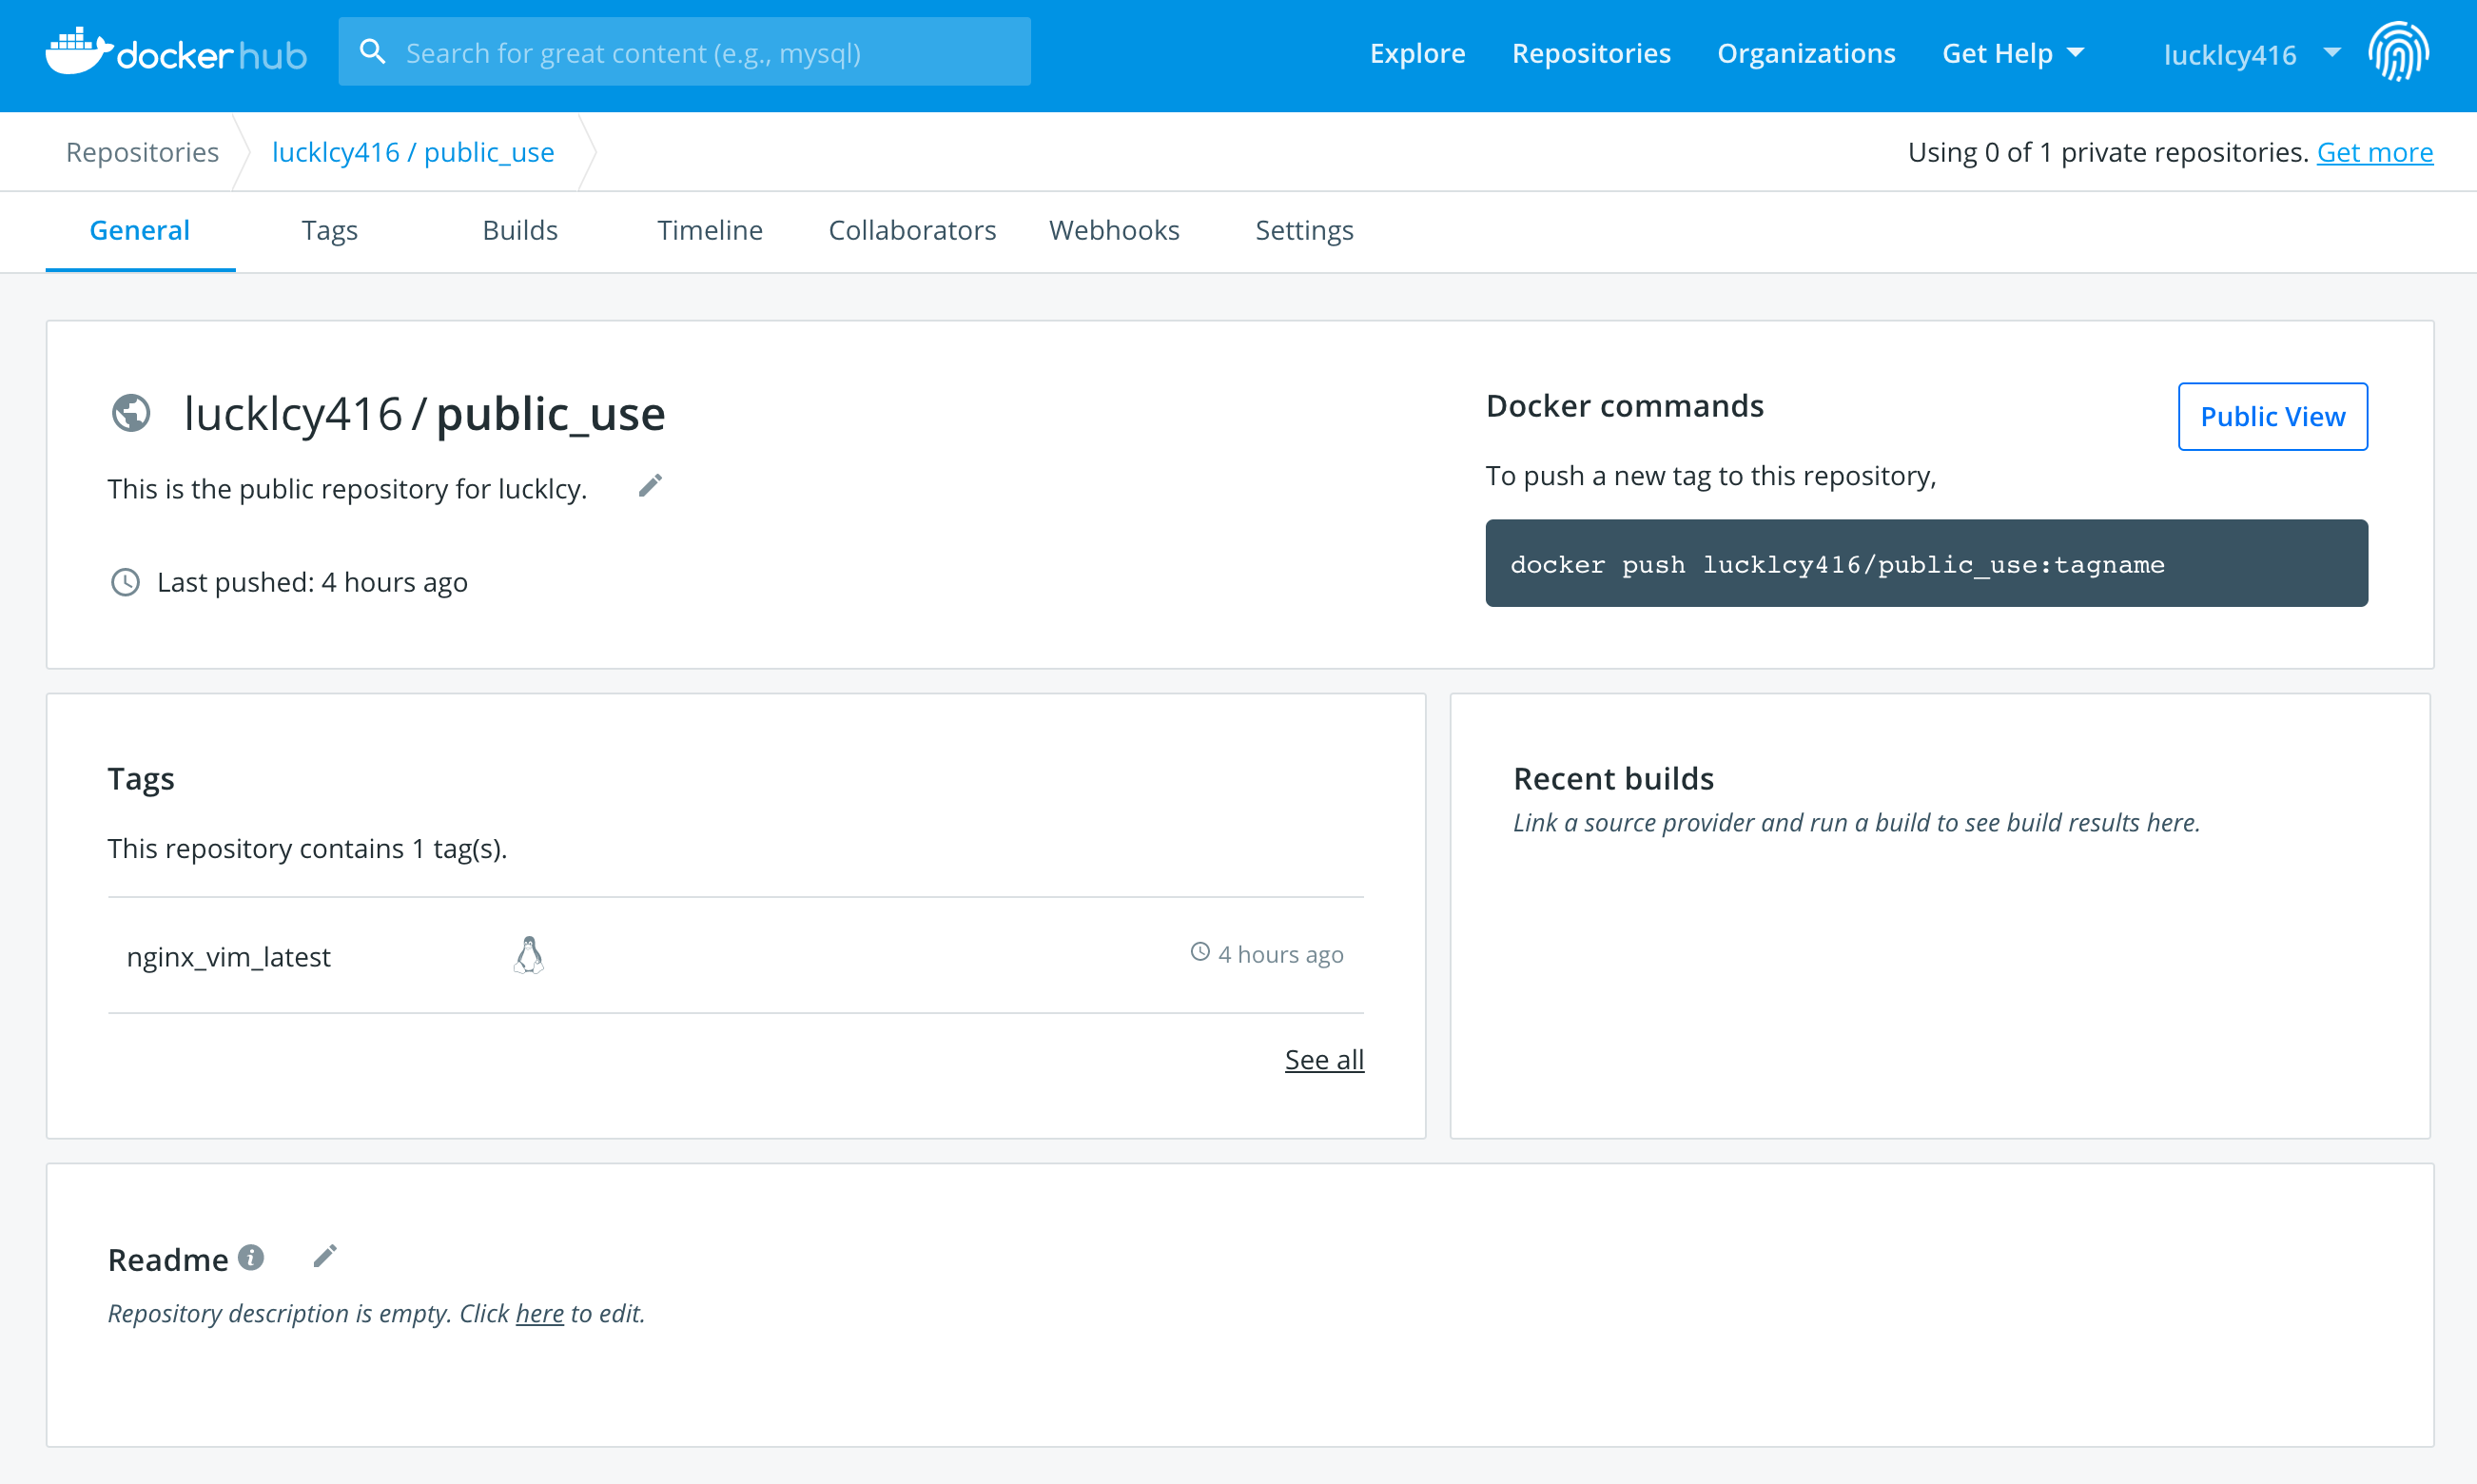 docker hub
Search for great content (e.g., mysql)
Explore
Repositories
Organizations
Get Help
lucklcy416
Repositories
lucklcy416 / public_use
Using 0 of 1 private repositories. Get more
General
Tags
Builds
Timeline
Collaborators
Webhooks
Settings
lucklcy416 / public_use
This is the public repository for lucklcy.
Last pushed: 4 hours ago
Docker commands
Public View
To push a new tag to this repository,
docker push lucklcy416/public_use:tagname
Tags
This repository contains 1 tag(s).
nginx_vim_latest
4 hours ago
See all
Recent builds
Link a source provider and run a build to see build results here.
Readme
Repository description is empty. Click here to edit.